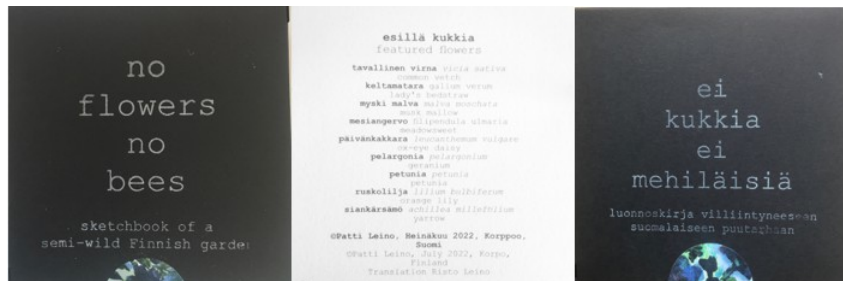 no
flowers
no
bees
sketchbook of a
semi-wild Finnish garden
esillä kukkia
featured flowers
tavallinen virna vicia sativa
common vetch
keltamatara galium verum
lady's bedstraw
myski malva malva moschata
musk mallow
mesiangervo filipendula ulmaria
meadowsweet
päivänkakkara leucanthemum vulgare
ox-eye daisy
pelargonia pelargonium
geranium
petunia petunia
petunia
ruskolilja lilium bulbiferum
orange lily
siankärsämö achillea millefolium
yarrow
©Patti Leino, Heinäkuu 2022, Korppoo,
Suomi
©Patti Leino, July 2022, Korpo,
Finland
Translation Risto Leino
ei
kukkia
ei
mehiläisiä
luonnoskirja villiintyneeseen
suomalaiseen puutarhaan